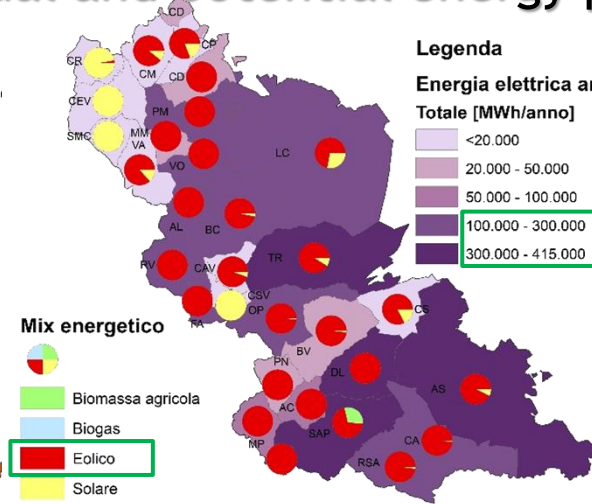 potential energy
CD
CP
CR
CM
CD
CEV
PM
SMC
MM
VA
VO
LC
AL
BC
RV
CAV
TR
CSV
TA
OP
CS
BV
PN
DL
AS
AC
SAP
MP
CA
RSA
Legenda
Energia elettrica
Totale [MWh/anno]
<20.000
20.000 - 50.000
50.000 - 100.000
100.000 - 300.000
300.000 - 415.000
Mix energetico
Biomassa agricola
Biogas
Eolico
Solare